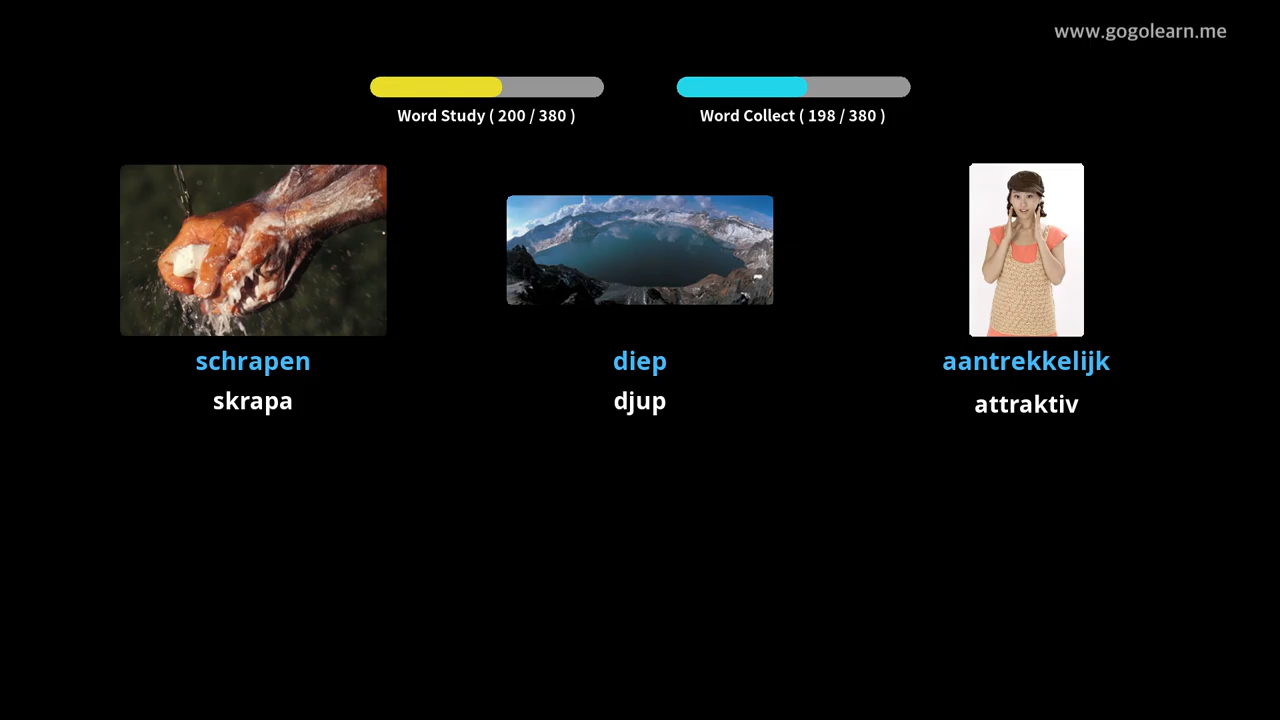 www.gogolearn.me
Word Study ( 200 / 380 )
Word Collect ( 198 / 380 )
schrapen
skrapa
diep
djup
aantrekkelijk
attraktiv